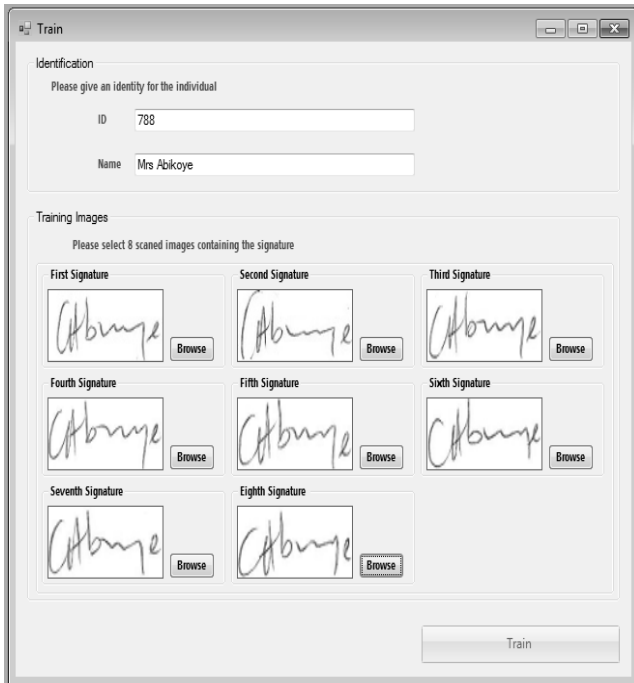 Train
Identification
Please give an identity for the individual
ID 788
Name Mrs Abikoye
Training Images
Please select 8 scaned images containing the signature
First Signature Second Signature Third Signature
Browse Browse Browse
Fourth Signature Fifth Signature Sixth Signature
Browse Browse Browse
Seventh Signature Eighth Signature
Browse Browse
Train